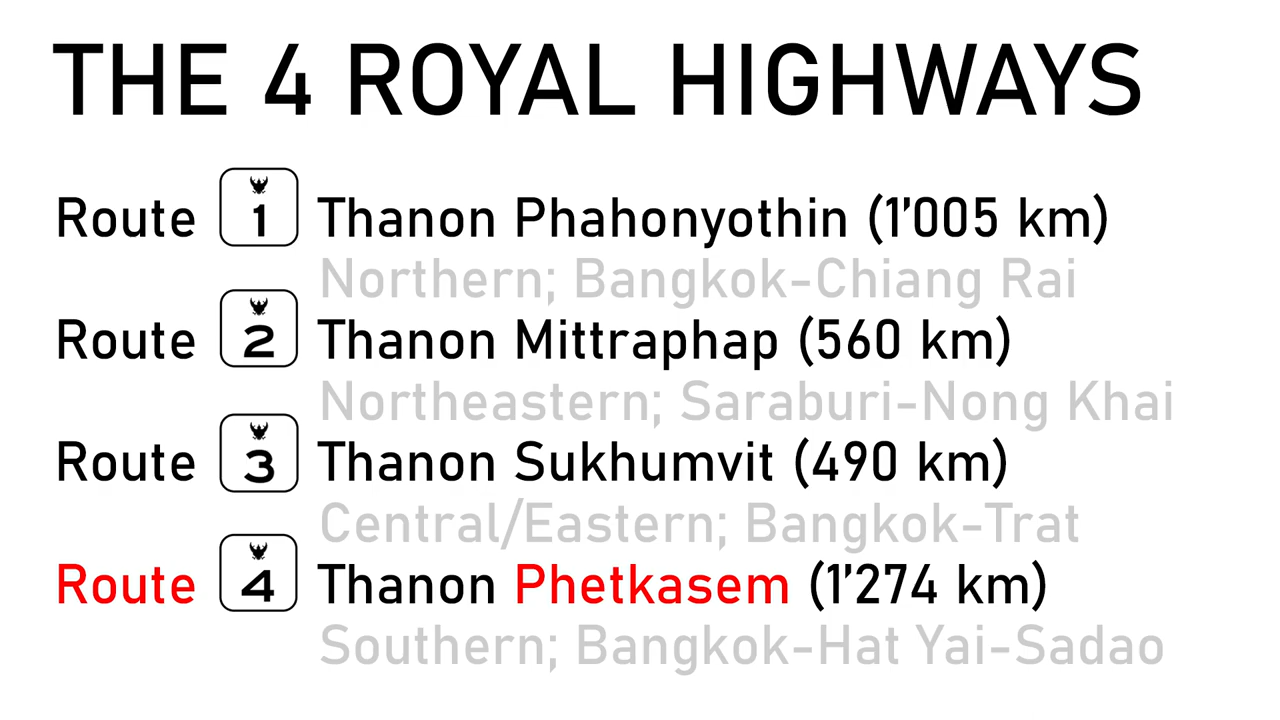 THE 4 ROYAL HIGHWAYS
Route 1 Thanon Phahonyothin (1’005 km)
Northern; Bangkok-Chiang Rai
Route 2 Thanon Mittraphap (560 km)
Northeastern; Saraburi-Nong Khai
Route 3 Thanon Sukhumvit (490 km)
Central/Eastern; Bangkok-Trat
Route 4 Thanon Phetkasem (1’274 km)
Southern; Bangkok-Hat Yai-Sadao